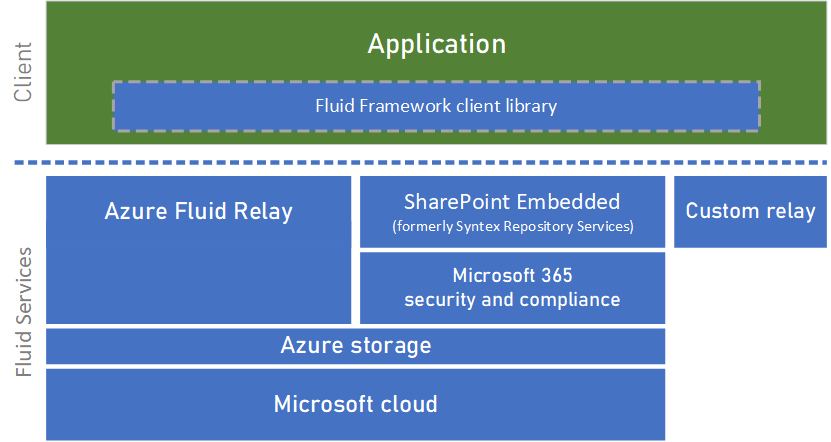 Client
Application
Fluid Framework client library
Fluid Services
Azure Fluid Relay
SharePoint Embedded
(formerly Syntex Repository Services)
Custom relay
Microsoft 365
security and compliance
Azure storage
Microsoft cloud